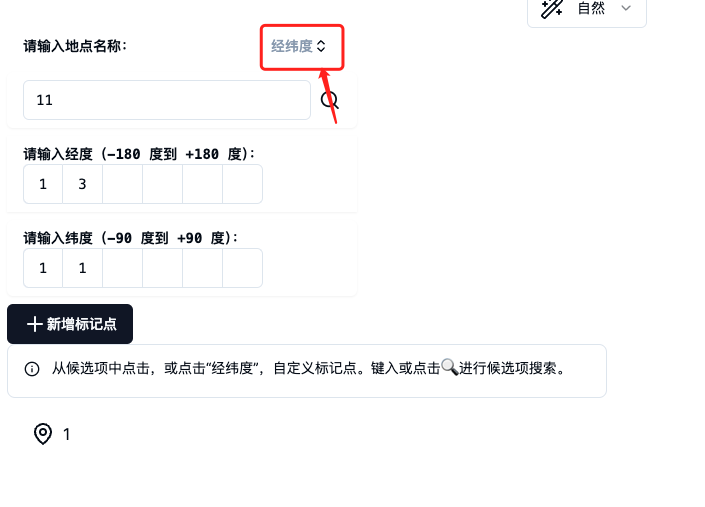 自然
请输入地点名称： 经纬度
11
请输入经度（-180 度到 +180 度）：
1 3
请输入纬度（-90 度到 +90 度）：
1 1
新增标记点
从候选项中点击，或点击“经纬度”，自定义标记点。键入或点击🔍进行候选项搜索。
1